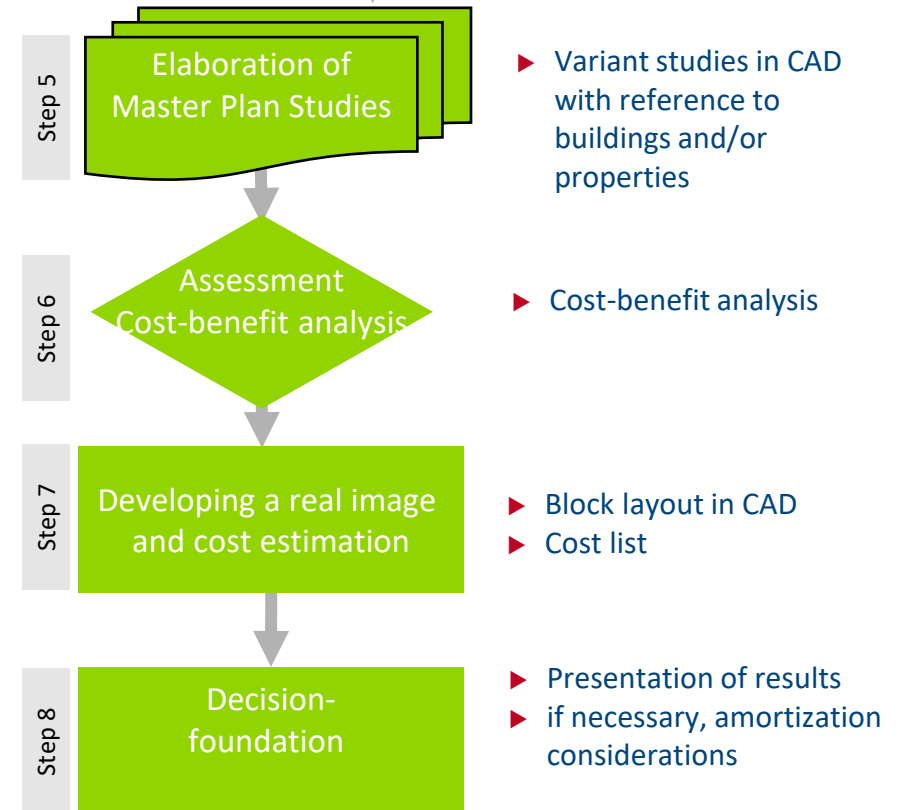 Step 5
Elaboration of
Master Plan Studies
Variant studies in CAD
with reference to
buildings and/or
properties
Step 6
Assessment
Cost-benefit analysis
Cost-benefit analysis
Step 7
Developing a real image
and cost estimation
Block layout in CAD
Cost list
Step 8
Decision-
foundation
Presentation of results
if necessary, amortization
considerations